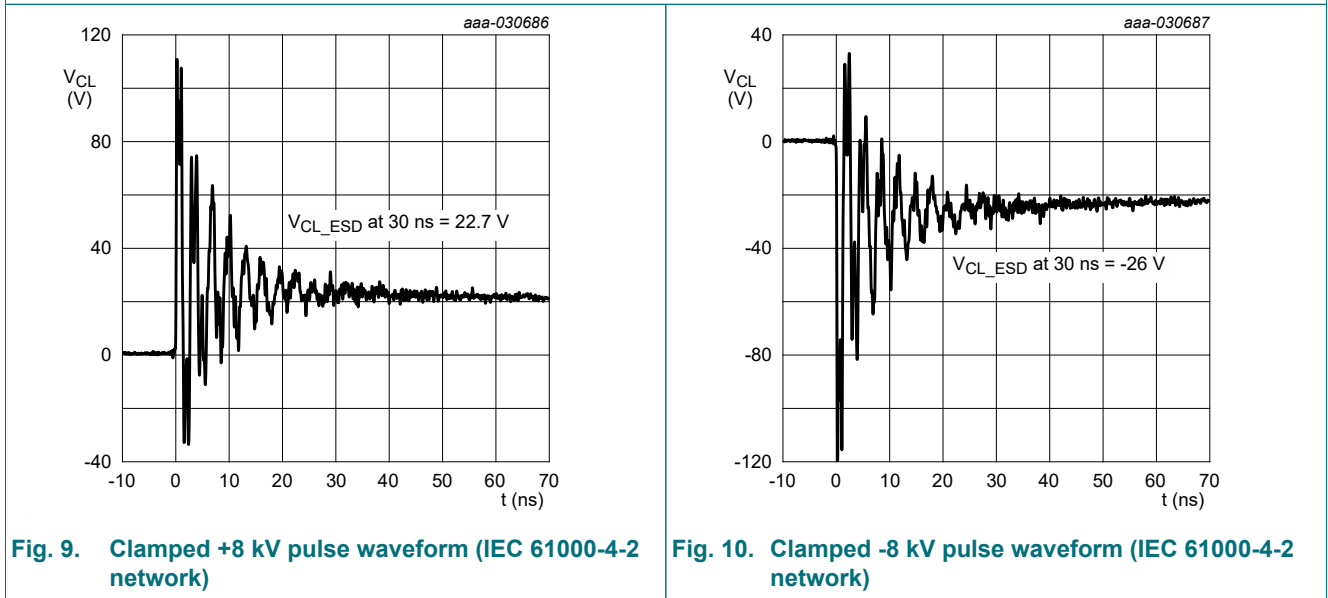 aaa-030686
120
80
40
0
-40
VCL
(V)
VCL_ESD at 30 ns = 22.7 V
-10 0 10 20 30 40 50 60 70
t (ns)
Fig. 9. Clamped +8 kV pulse waveform (IEC 61000-4-2
network)
aaa-030687
40
0
-40
-80
-120
VCL
(V)
VCL_ESD at 30 ns = -26 V
-10 0 10 20 30 40 50 60 70
t (ns)
Fig. 10. Clamped -8 kV pulse waveform (IEC 61000-4-2
network)